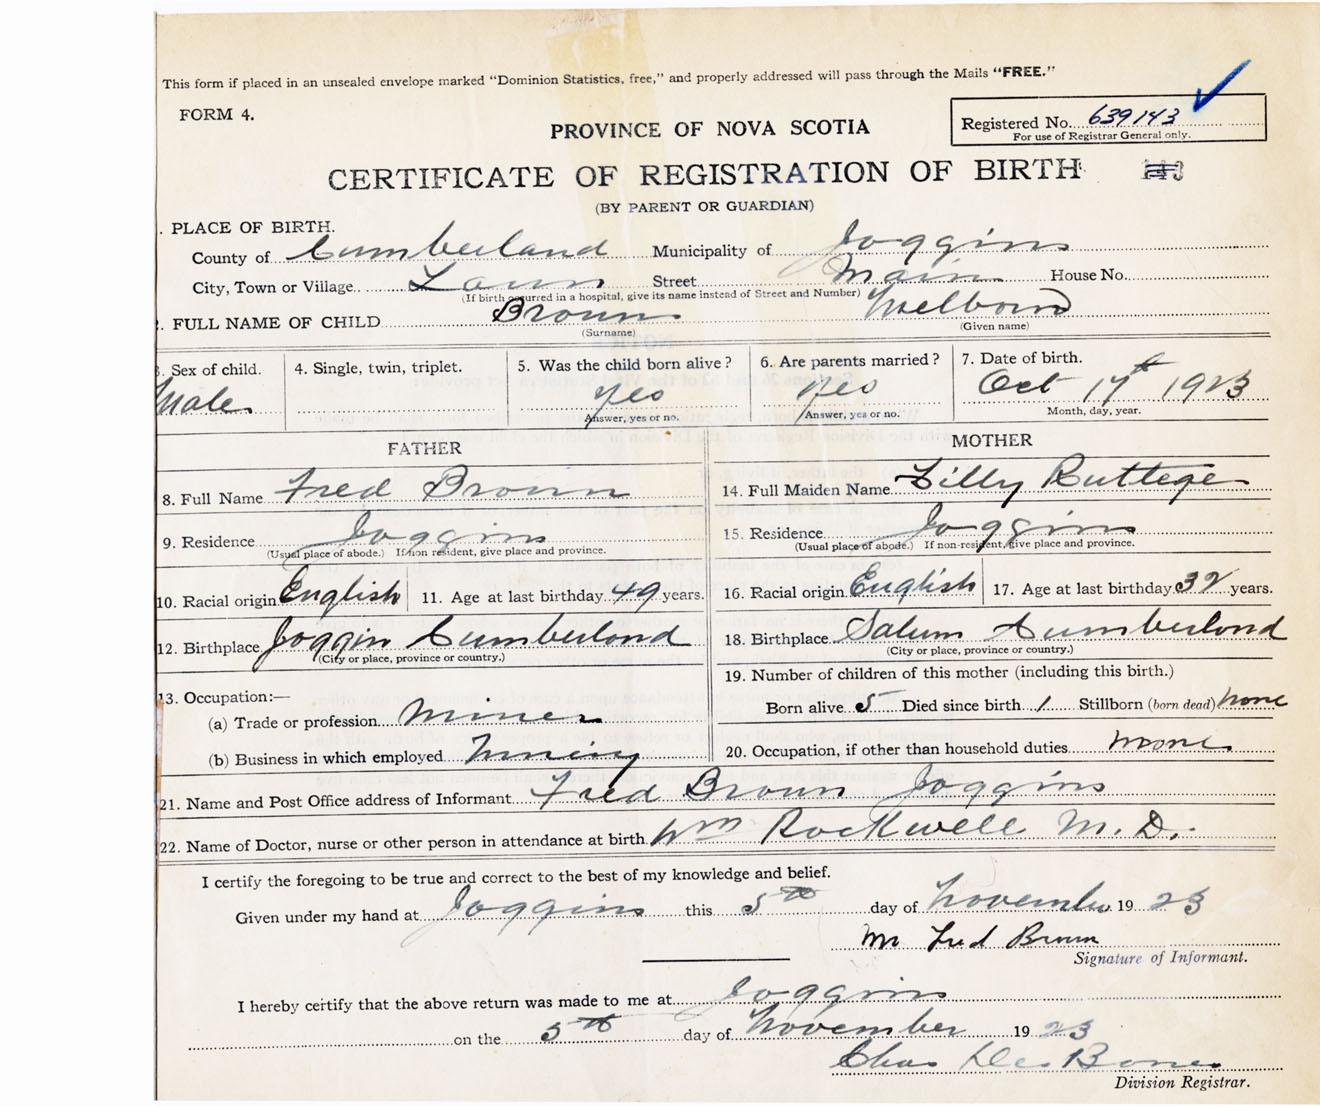 This form if placed in an unsealed envelope marked "Dominion Statistics, free," and properly addressed will pass through the Mails "FREE."
FORM 4.
Registered No. 639143
For use of Registrar General only.
PROVINCE OF NOVA SCOTIA
CERTIFICATE OF REGISTRATION OF BIRTH
(BY PARENT OR GUARDIAN)
. PLACE OF BIRTH.
County of Cumberland Municipality of Joggins
City, Town or Village Town Street Main House No.
(If birth occurred in a hospital, give its name instead of Street and Number)
. FULL NAME OF CHILD Brown Melbourn
(Surname) (Given name)
3. Sex of child. 4. Single, twin, triplet. 5. Was the child born alive? 6. Are parents married? 7. Date of birth.
Male yes yes Oct 17th 1923
Answer, yes or no. Answer, yes or no. Month, day, year.
FATHER MOTHER
8. Full Name Fred Brown 14. Full Maiden Name Lilly Ruttege
9. Residence Joggins 15. Residence Joggins
(Usual place of abode.) If non resident, give place and province. (Usual place of abode.) If non-resident, give place and province.
10. Racial origin English 11. Age at last birthday 49 years. 16. Racial origin English 17. Age at last birthday 32 years.
12. Birthplace Joggin Cumberlond 18. Birthplace Salem Cumberlond
(City or place, province or country.) (City or place, province or country.)
13. Occupation:— 19. Number of children of this mother (including this birth.)
(a) Trade or profession Miner Born alive 5 Died since birth 1 Stillborn (born dead) none
(b) Business in which employed Mining 20. Occupation, if other than household duties none
21. Name and Post Office address of Informant Fred Brown Joggins
22. Name of Doctor, nurse or other person in attendance at birth Wm Rockwell M.D.
I certify the foregoing to be true and correct to the best of my knowledge and belief.
Given under my hand at Joggins this 5th day of November 1923
Mr Fred Brown
Signature of Informant.
I hereby certify that the above return was made to me at Joggins
on the 5th day of November 1923
Chas
Division Registrar.